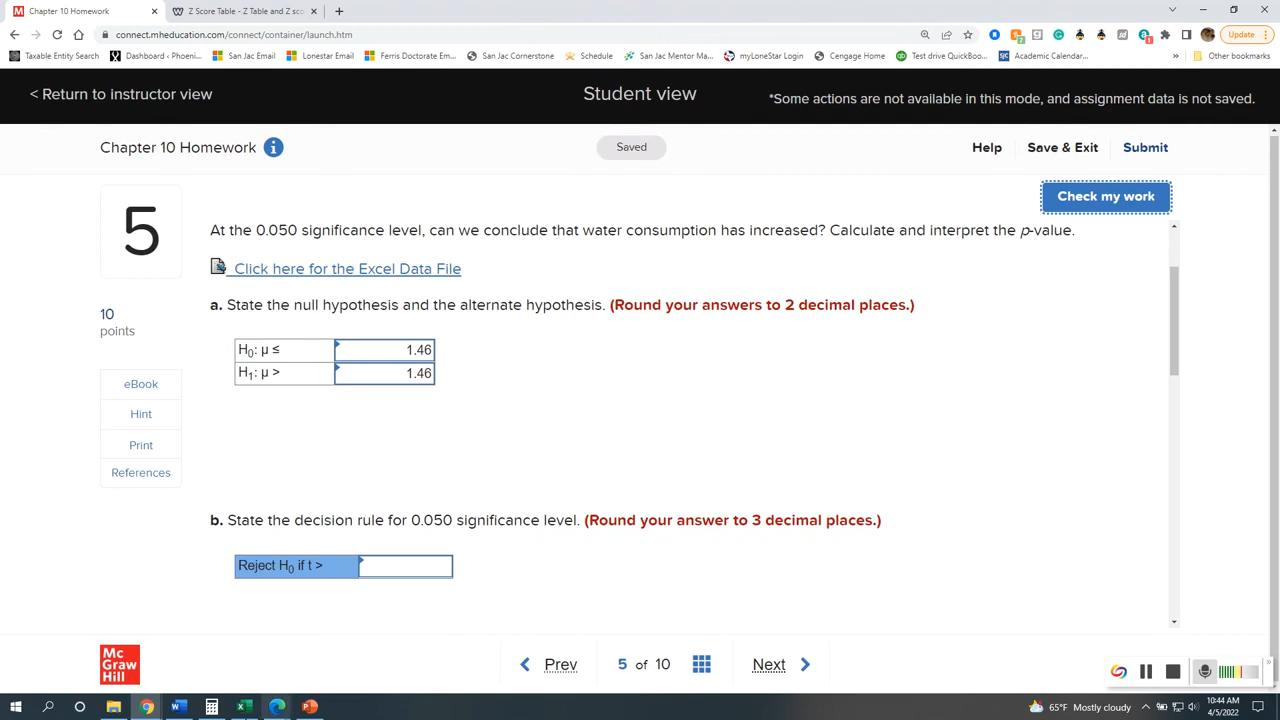 Chapter 10 Homework
Z Score Table - Z Table and Z sco
connect.mheducation.com/connect/container/launch.htm
Update
Taxable Entity Search
Dashboard ‹ Phoeni...
San Jac Email
Lonestar Email
Ferris Doctorate Em...
San Jac Cornerstone
Schedule
San Jac Mentor Ma...
myLoneStar Login
Cengage Home
Test drive QuickBoo...
Academic Calendar...
»
Other bookmarks
< Return to instructor view
Student view
*Some actions are not available in this mode, and assignment data is not saved.
Chapter 10 Homework i
Saved
Help
Save & Exit
Submit
Check my work
5
10
points
eBook
Hint
Print
References
At the 0.050 significance level, can we conclude that water consumption has increased? Calculate and interpret the p-value.
Click here for the Excel Data File
a. State the null hypothesis and the alternate hypothesis. (Round your answers to 2 decimal places.)
H0: μ ≤ 1.46
H1: μ > 1.46
b. State the decision rule for 0.050 significance level. (Round your answer to 3 decimal places.)
Reject H0 if t >
Mc
Graw
Hill
Prev
5 of 10
Next
65°F Mostly cloudy
10:44 AM
4/5/2022